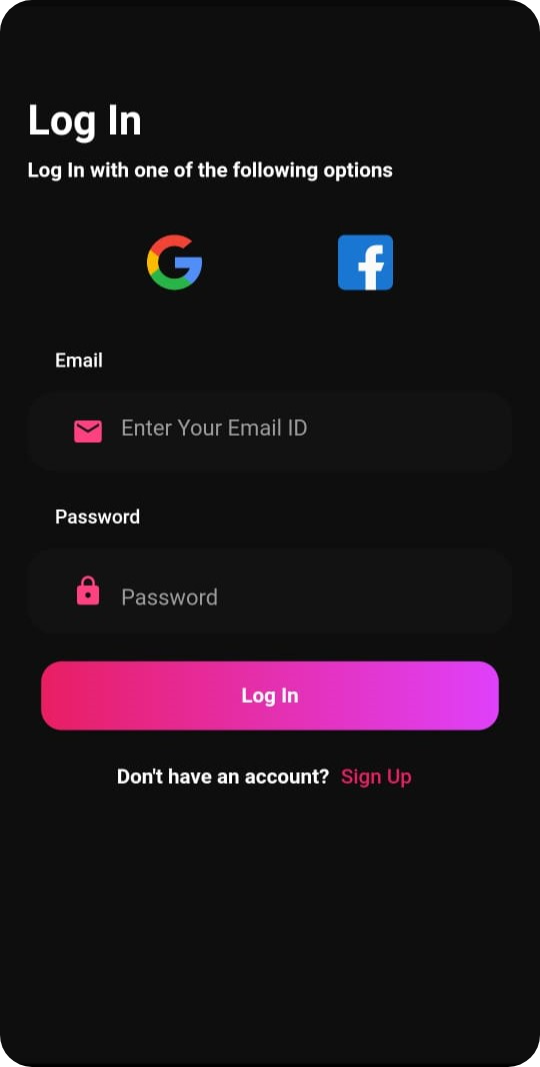 Log In
Log In with one of the following options
Email
Enter Your Email ID
Password
Password
Log In
Don't have an account? Sign Up